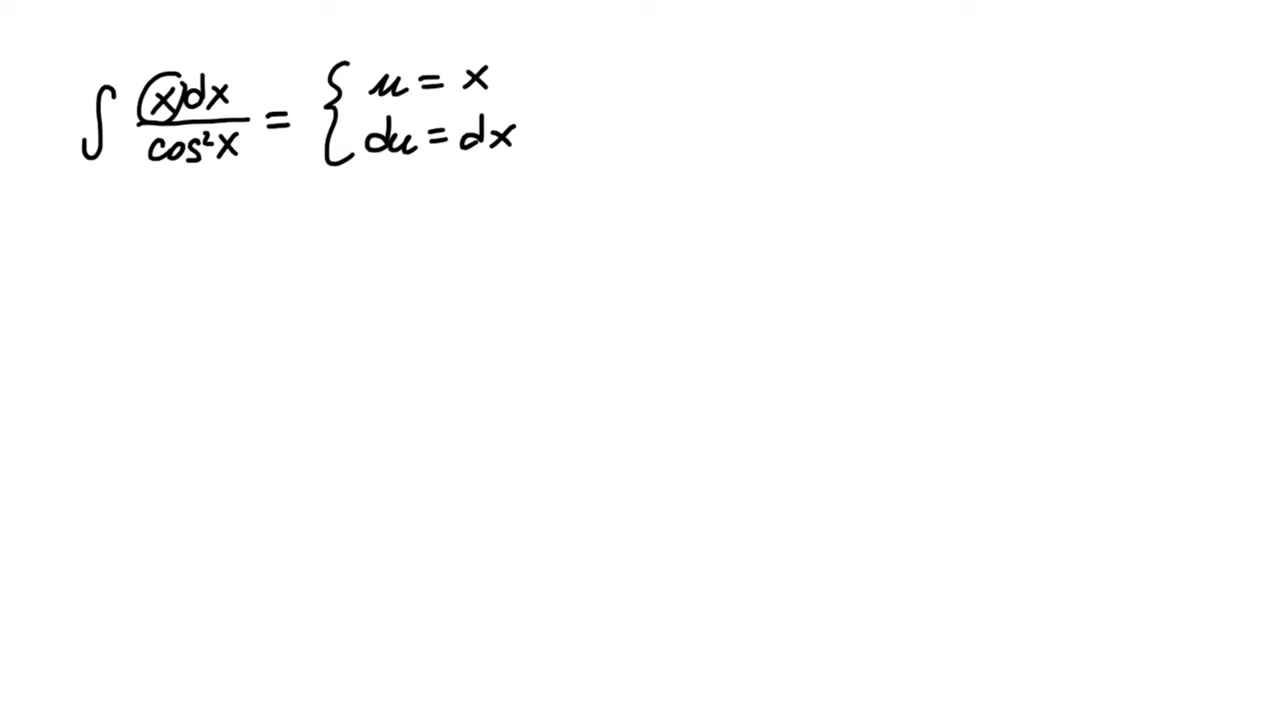 ∫ x dx / cos²x = { u = x
du = dx